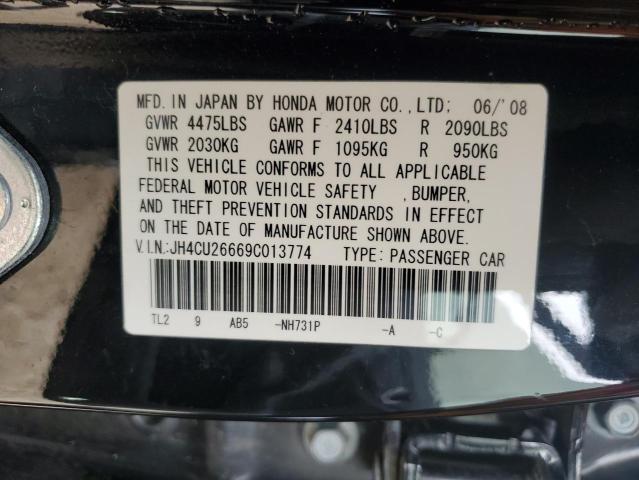 MFD. IN JAPAN BY HONDA MOTOR CO., LTD: 06/'08
GVWR 4475LBS GAWR F 2410LBS R 2090LBS
GVWR 2030KG GAWR F 1095KG R 950KG
THIS VEHICLE CONFORMS TO ALL APPLICABLE
FEDERAL MOTOR VEHICLE SAFETY ,BUMPER,
AND THEFT PREVENTION STANDARDS IN EFFECT
ON THE DATE OF MANUFACTURE SHOWN ABOVE.
V.I.N.:JH4CU26669C013774 TYPE: PASSENGER CAR
TL2 9 AB5 -NH731P -A -C